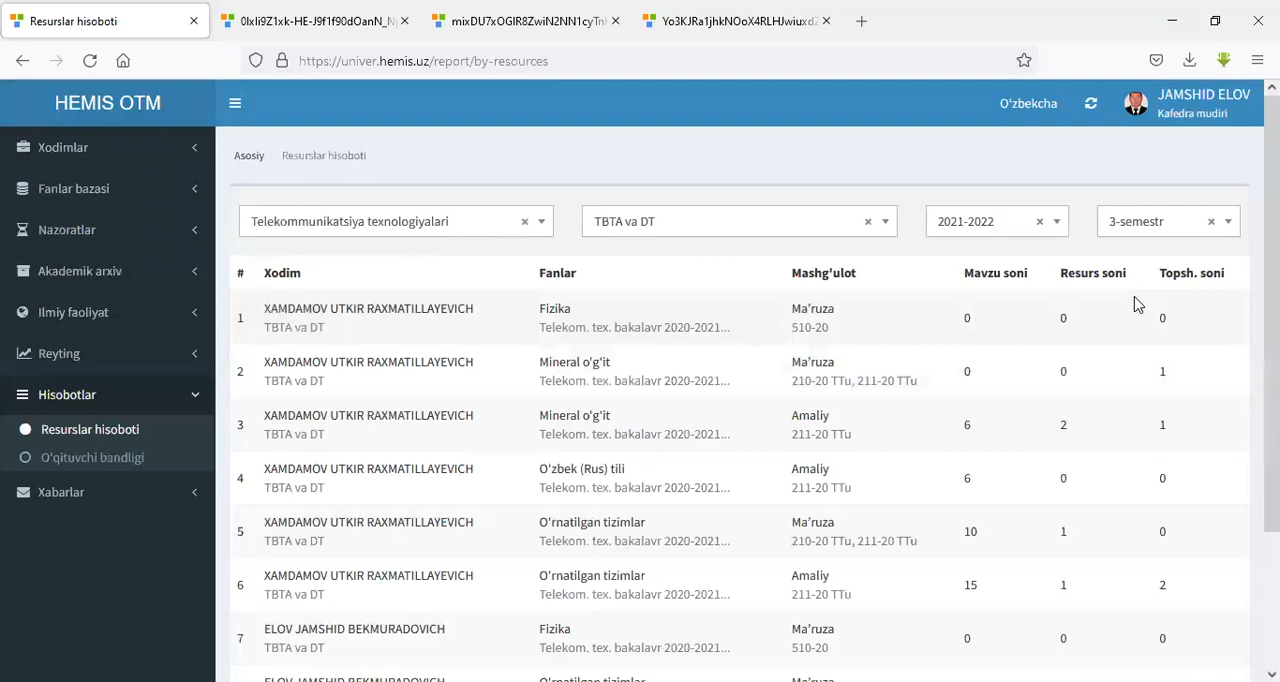 Resurslar hisoboti
0Ixli9Z1xk-HE-J9f1f90dOanN_
mixDU7xOGIR8ZwiN2NN1cyTnH
Yo3KJRa1jhkNOoX4RLHJwiuxdZ
https://univer.hemis.uz/report/by-resources
HEMIS OTM
O'zbekcha
JAMSHID ELOV
Kafedra mudiri
Xodimlar
Fanlar bazasi
Nazoratlar
Akademik arxiv
Ilmiy faoliyat
Reyting
Hisobotlar
Resurslar hisoboti
O'qituvchi bandligi
Xabarlar
Asosiy Resurslar hisoboti
Telekommunikatsiya texnologiyalari TBTA va DT 2021-2022 3-semestr
# Xodim Fanlar Mashg'ulot Mavzu soni Resurs soni Topsh. soni
1 XAMDAMOV UTKIR RAXMATILLAYEVICH Fizika Ma’ruza 0 0 0
TBTA va DT Telekom. tex. bakalavr 2020-2021... 510-20
2 XAMDAMOV UTKIR RAXMATILLAYEVICH Mineral o‘g‘it Ma’ruza 0 0 1
TBTA va DT Telekom. tex. bakalavr 2020-2021... 210-20 TTu, 211-20 TTu
3 XAMDAMOV UTKIR RAXMATILLAYEVICH Mineral o‘g‘it Amaliy 6 2 1
TBTA va DT Telekom. tex. bakalavr 2020-2021... 211-20 TTu
4 XAMDAMOV UTKIR RAXMATILLAYEVICH O'zbek (Rus) tili Amaliy 6 0 0
TBTA va DT Telekom. tex. bakalavr 2020-2021... 211-20 TTu
5 XAMDAMOV UTKIR RAXMATILLAYEVICH O'rnatilgan tizimlar Ma’ruza 10 1 0
TBTA va DT Telekom. tex. bakalavr 2020-2021... 210-20 TTu, 211-20 TTu
6 XAMDAMOV UTKIR RAXMATILLAYEVICH O'rnatilgan tizimlar Amaliy 15 1 2
TBTA va DT Telekom. tex. bakalavr 2020-2021... 211-20 TTu
7 ELOV JAMSHID BEKMURADOVICH Fizika Ma’ruza 0 0 0
TBTA va DT Telekom. tex. bakalavr 2020-2021... 510-20